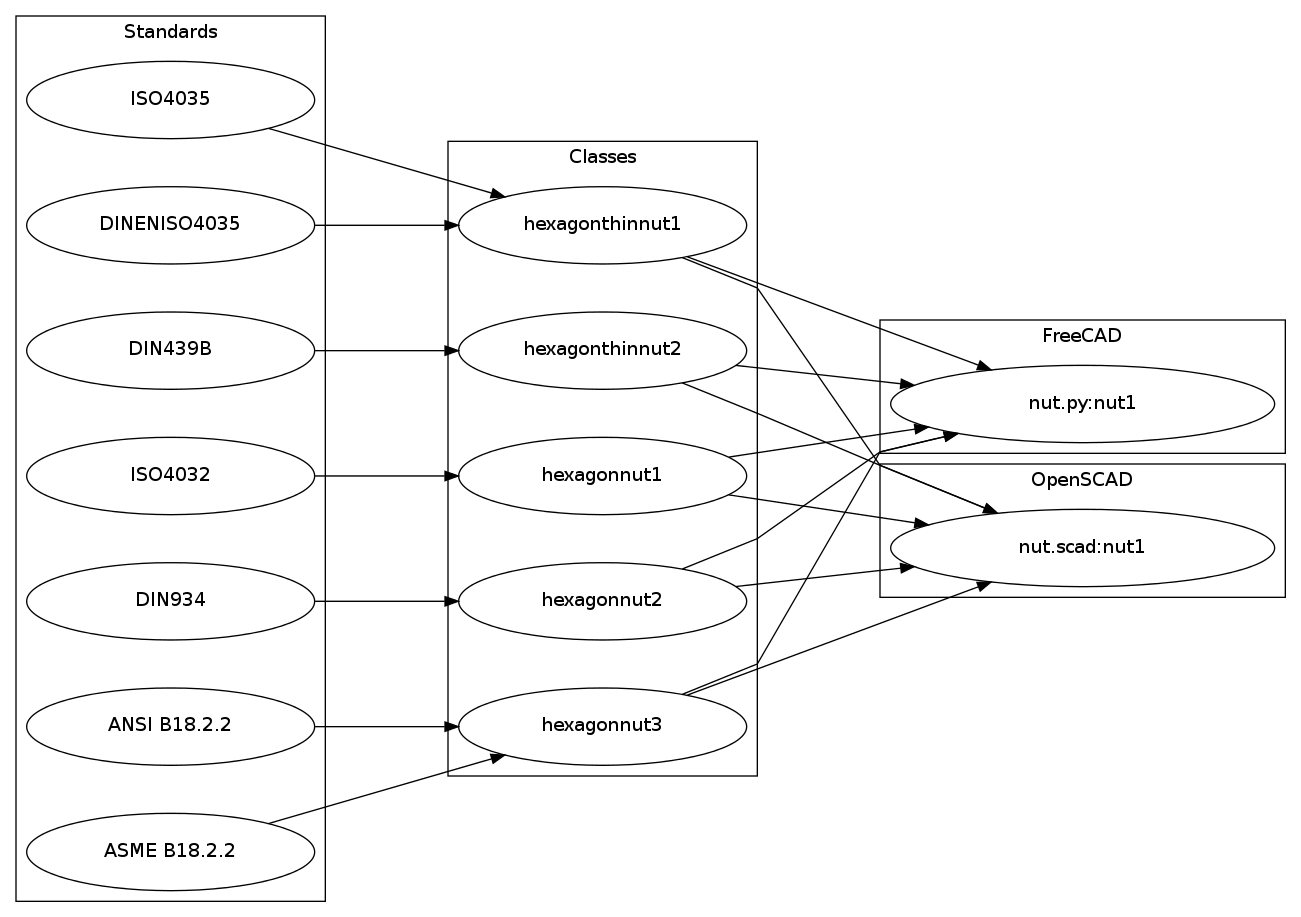 Standards
ISO4035
DINENISO4035
DIN439B
ISO4032
DIN934
ANSI B18.2.2
ASME B18.2.2
Classes
hexagonthinnut1
hexagonthinnut2
hexagonnut1
hexagonnut2
hexagonnut3
FreeCAD
nut.py:nut1
OpenSCAD
nut.scad:nut1